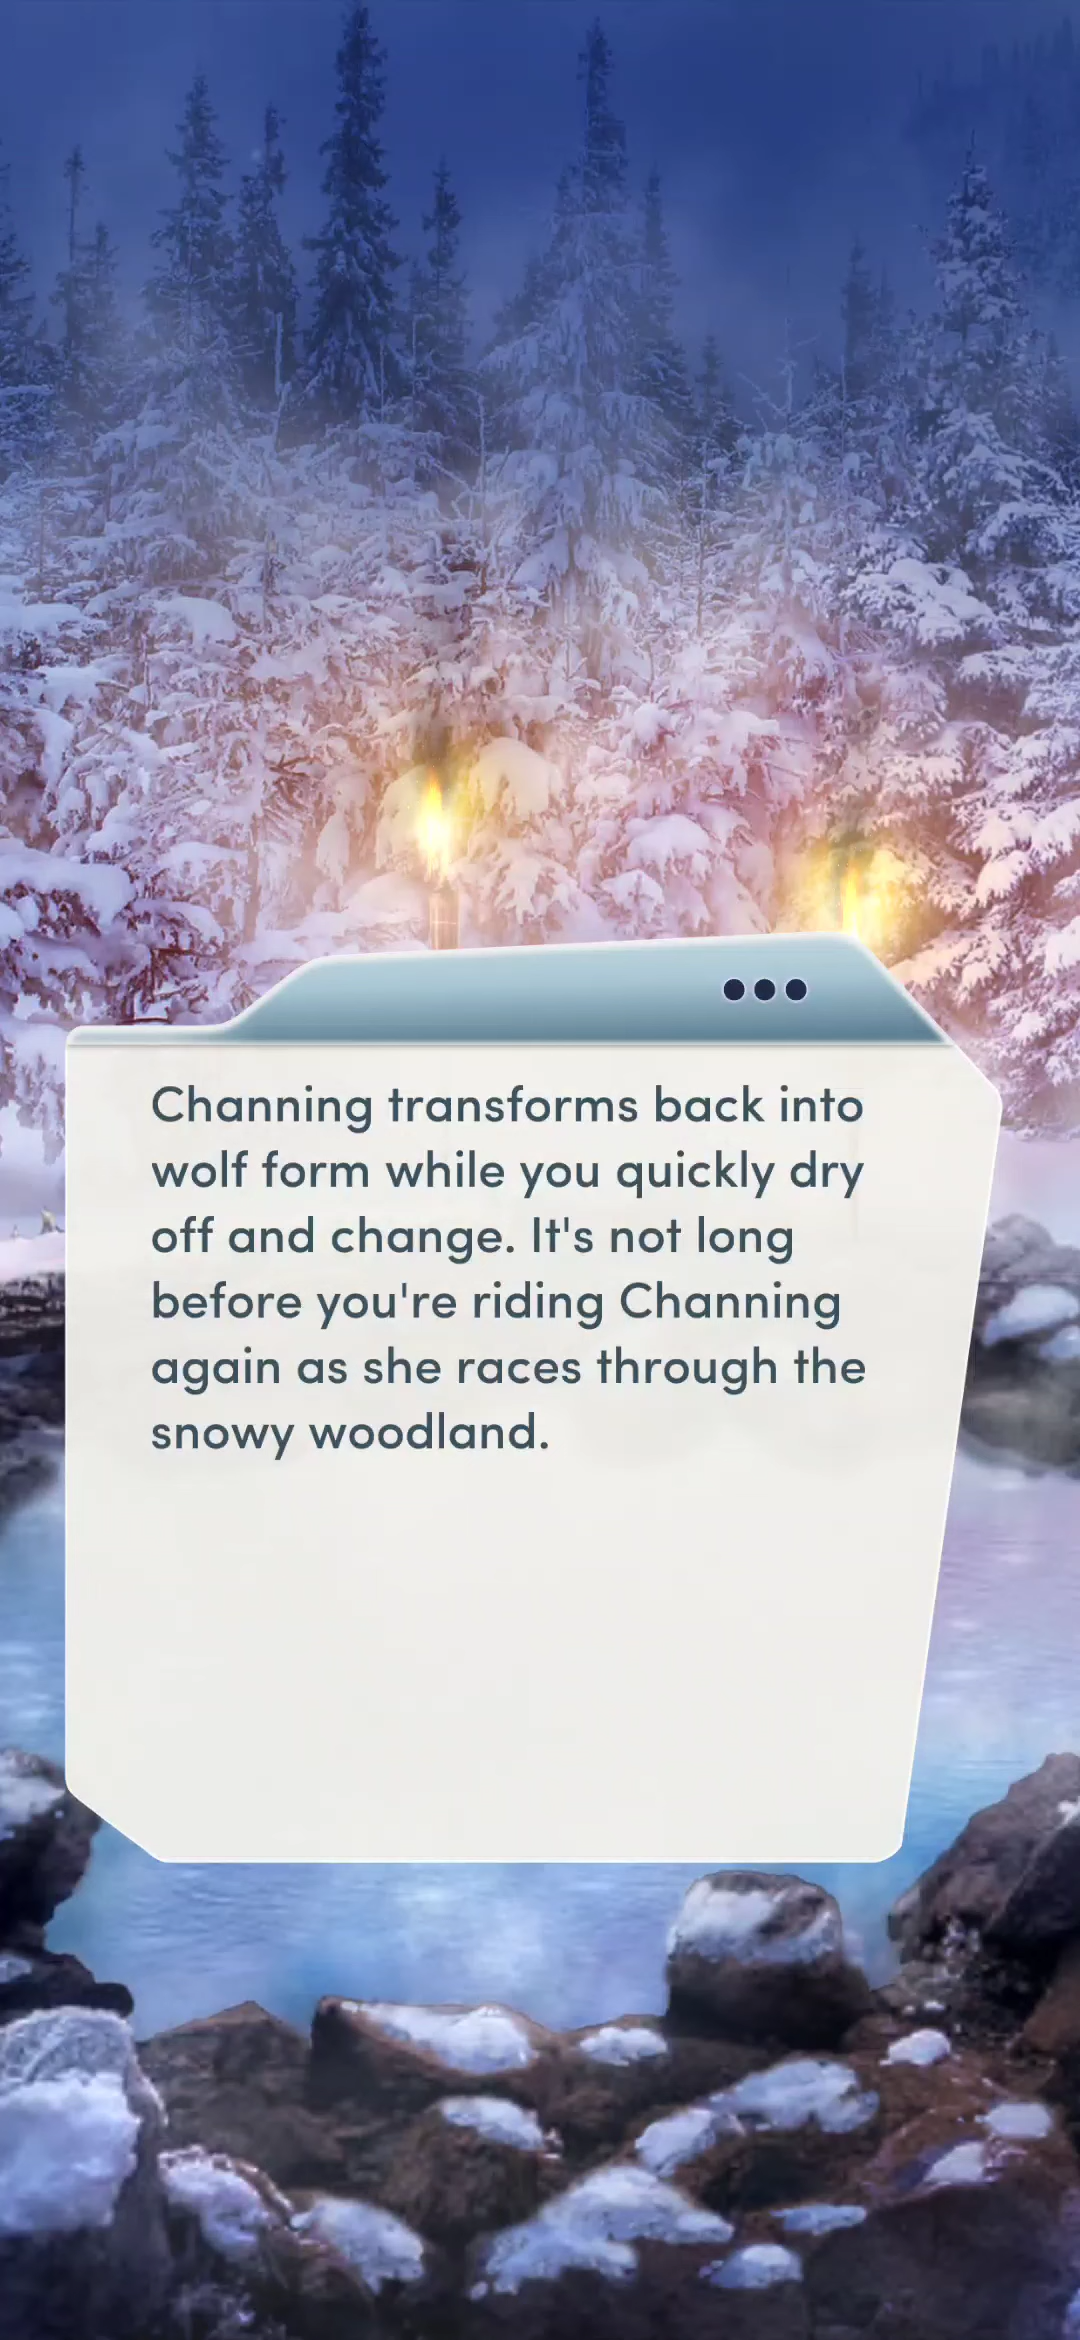 Channing transforms back into
wolf form while you quickly dry
off and change. It's not long
before you're riding Channing
again as she races through the
snowy woodland.